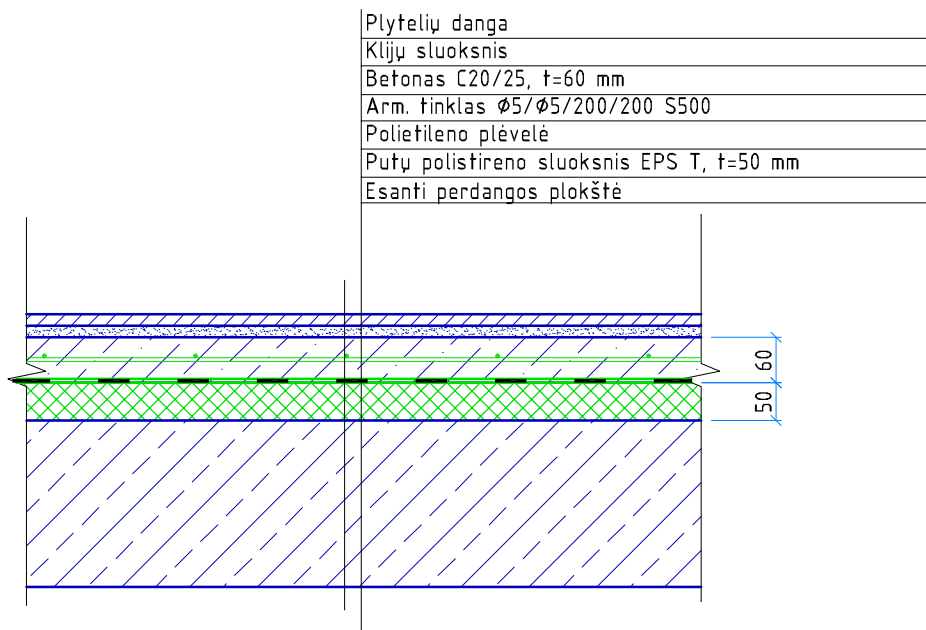 Plytelių danga
Klijų sluoksnis
Betonas C20/25, t=60 mm
Arm. tinklas Ø5/Ø5/200/200 S500
Polietileno plėvelė
Putų polistireno sluoksnis EPS T, t=50 mm
Esanti perdangos plokštė
60
50